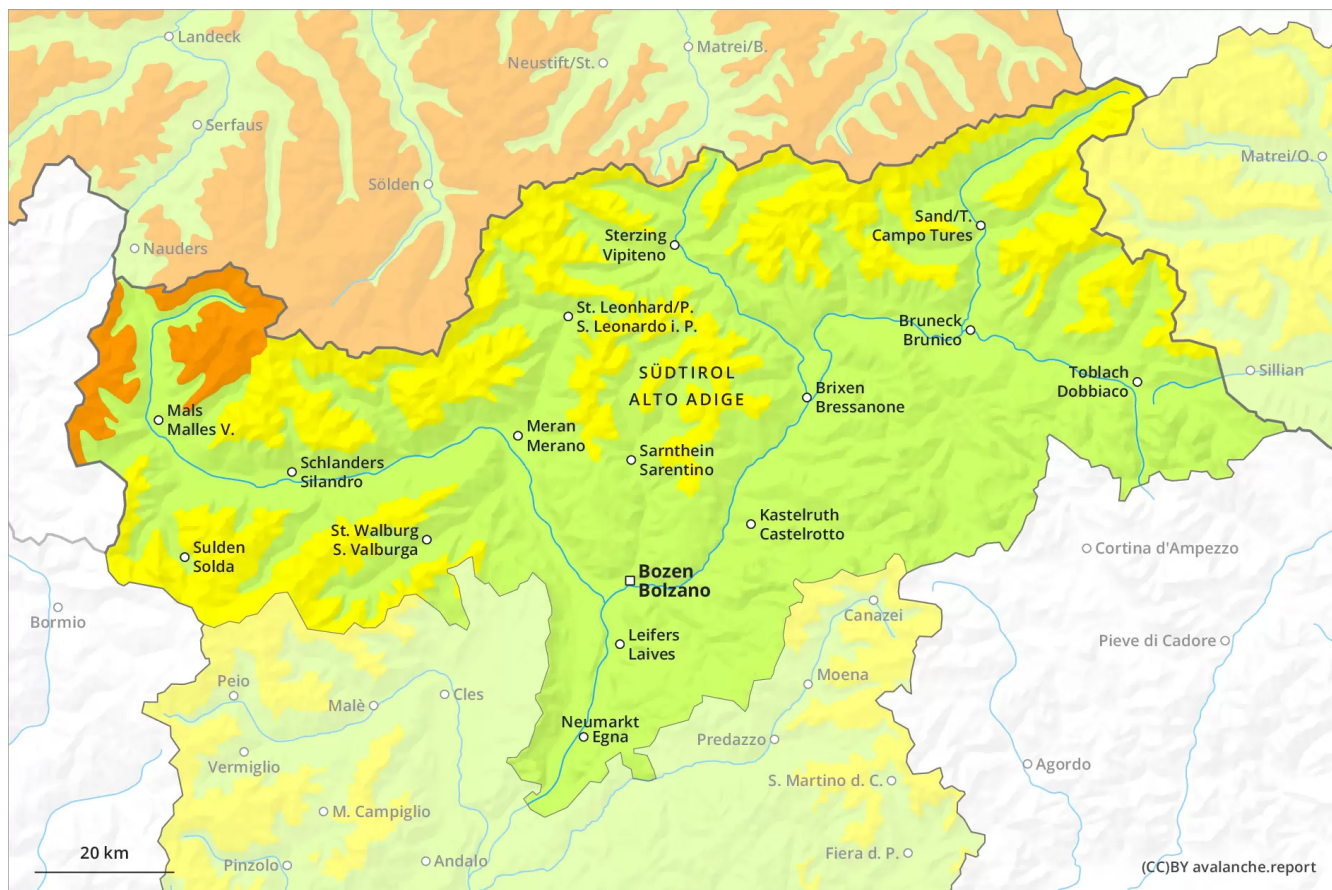 Landeck
Matrei/B.
Neustift/St.
Serfaus
Matrei/O.
Sölden
Sand/T.
Campo Tures
Sterzing
Vipiteno
Nauders
St. Leonhard/P.
S. Leonardo i. P.
Bruneck
Brunico
SÜDTIROL
ALTO ADIGE
Toblach
Dobbiaco
Sillian
Brixen
Bressanone
Mals
Malles V.
Meran
Merano
Schlanders
Silandro
Sarnthein
Sarentino
Kastelruth
Castelrotto
St. Walburg
S. Valburga
Sulden
Solda
Cortina d'Ampezzo
Bozen
Bolzano
Bormio
Canazei
Leifers
Laives
Pieve di Cadore
Peio
Malè
Cles
Moena
Neumarkt
Egna
Predazzo
Vermiglio
Agordo
S. Martino d. C.
M. Campiglio
20 km
Pinzolo
Andalo
Fiera d. P.
(CC)BY avalanche.report